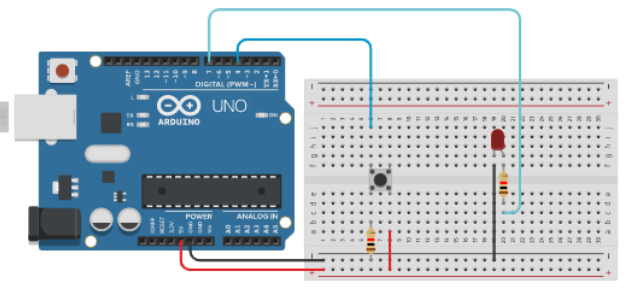 AREF
GND
13
12
~11
~10
~9
8
7
~6
~5
4
~3
2
TX→1
RX←0
DIGITAL (PWM~)
L
TX
RX
UNO
ARDUINO
ON
POWER
ANALOG IN
IOREF
RESET
3.3V
5V
GND
GND
Vin
A0
A1
A2
A3
A4
A5
j
i
h
g
f
e
d
c
b
a